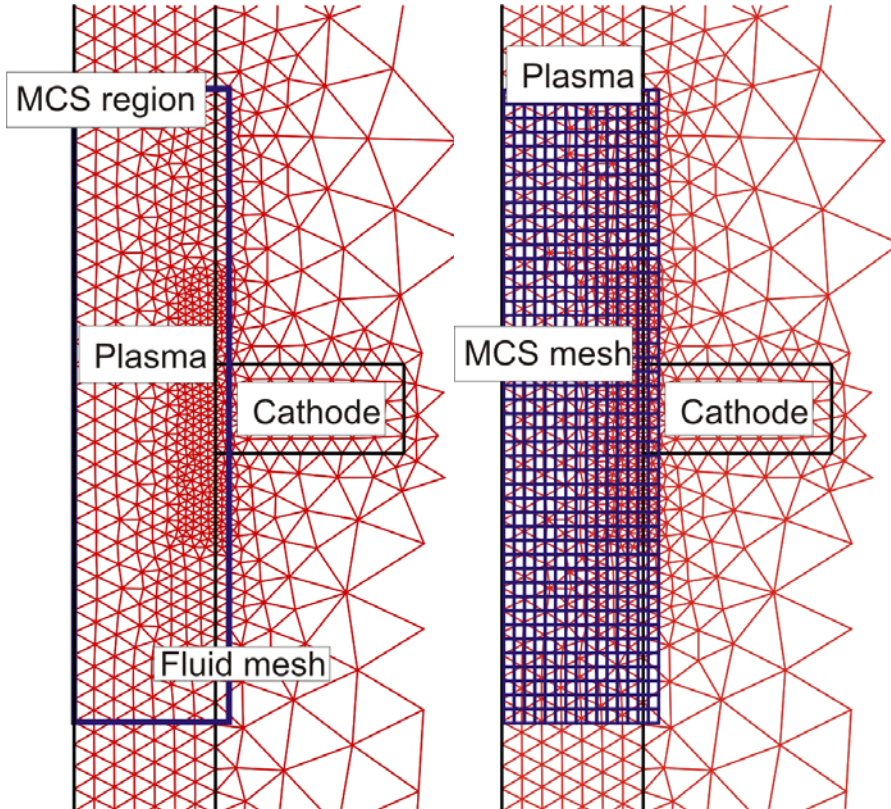 MCS region
Plasma
Cathode
Fluid mesh
Plasma
MCS mesh
Cathode